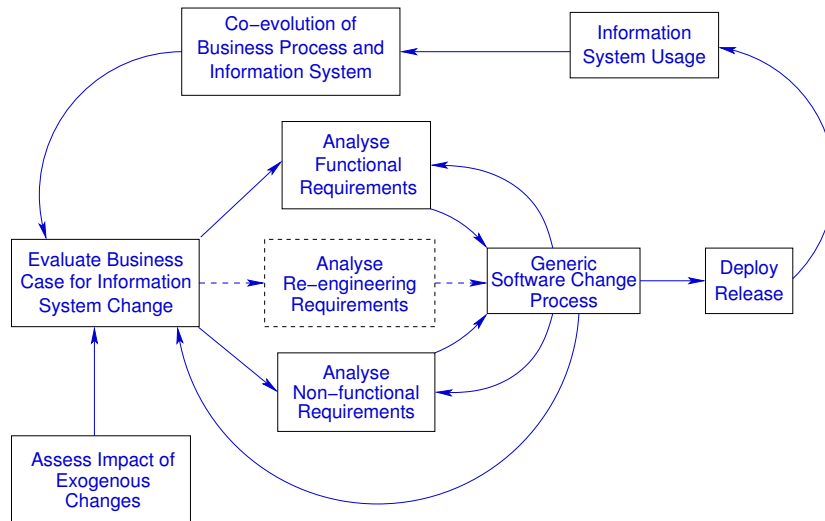 Co−evolution of
Business Process and
Information System
Information
System Usage
Analyse
Functional
Requirements
Evaluate Business
Case for Information
System Change
Analyse
Re−engineering
Requirements
Generic
Software Change
Process
Deploy
Release
Analyse
Non−functional
Requirements
Assess Impact of
Exogenous
Changes